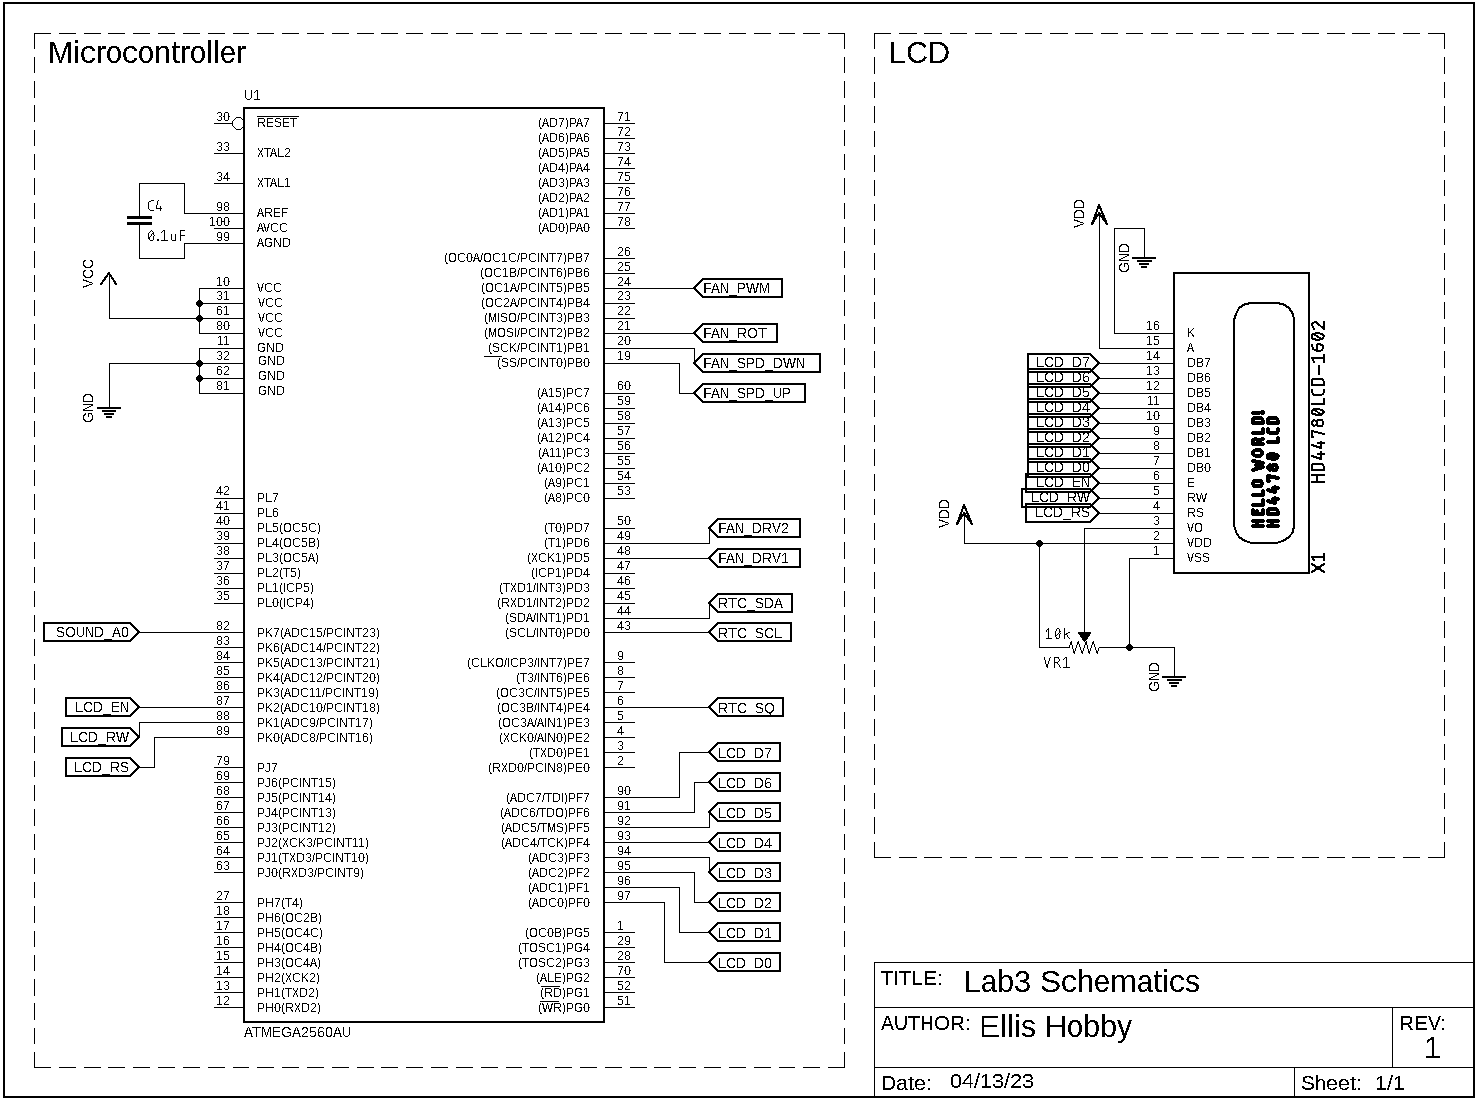 Microcontroller
U1
30 RESET
33 XTAL2
34 XTAL1
C4
0.1uF
98 AREF
100 AVCC
99 AGND
VCC
10 VCC
31 VCC
61 VCC
80 VCC
11 GND
32 GND
62 GND
81 GND
GND
42 PL7
41 PL6
40 PL5(OC5C)
39 PL4(OC5B)
38 PL3(OC5A)
37 PL2(T5)
36 PL1(ICP5)
35 PL0(ICP4)
SOUND_A0 82 PK7(ADC15/PCINT23)
83 PK6(ADC14/PCINT22)
84 PK5(ADC13/PCINT21)
85 PK4(ADC12/PCINT20)
86 PK3(ADC11/PCINT19)
LCD_EN 87 PK2(ADC10/PCINT18)
LCD_RW 88 PK1(ADC9/PCINT17)
LCD_RS 89 PK0(ADC8/PCINT16)
79 PJ7
69 PJ6(PCINT15)
68 PJ5(PCINT14)
67 PJ4(PCINT13)
66 PJ3(PCINT12)
65 PJ2(XCK3/PCINT11)
64 PJ1(TXD3/PCINT10)
63 PJ0(RXD3/PCINT9)
27 PH7(T4)
18 PH6(OC2B)
17 PH5(OC4C)
16 PH4(OC4B)
15 PH3(OC4A)
14 PH2(XCK2)
13 PH1(TXD2)
12 PH0(RXD2)
ATMEGA2560AU
(AD7)PA7 71
(AD6)PA6 72
(AD5)PA5 73
(AD4)PA4 74
(AD3)PA3 75
(AD2)PA2 76
(AD1)PA1 77
(AD0)PA0 78
(OC0A/OC1C/PCINT7)PB7 26
(OC1B/PCINT6)PB6 25
(OC1A/PCINT5)PB5 24 FAN_PWM
(OC2A/PCINT4)PB4 23
(MISO/PCINT3)PB3 22
(MOSI/PCINT2)PB2 21 FAN_ROT
(SCK/PCINT1)PB1 20 FAN_SPD_DWN
(SS/PCINT0)PB0 19 FAN_SPD_UP
(A15)PC7 60
(A14)PC6 59
(A13)PC5 58
(A12)PC4 57
(A11)PC3 56
(A10)PC2 55
(A9)PC1 54
(A8)PC0 53
(T0)PD7 50
(T1)PD6 49 FAN_DRV2
(XCK1)PD5 48 FAN_DRV1
(ICP1)PD4 47
(TXD1/INT3)PD3 46
(RXD1/INT2)PD2 45
(SDA/INT1)PD1 44 RTC_SDA
(SCL/INT0)PD0 43 RTC_SCL
(CLKO/ICP3/INT7)PE7 9
(T3/INT6)PE6 8
(OC3C/INT5)PE5 7
(OC3B/INT4)PE4 6 RTC_SQ
(OC3A/AIN1)PE3 5
(XCK0/AIN0)PE2 4
(TXD0)PE1 3
(RXD0/PCIN8)PE0 2
(ADC7/TDI)PF7 90 LCD_D7
(ADC6/TDO)PF6 91 LCD_D6
(ADC5/TMS)PF5 92 LCD_D5
(ADC4/TCK)PF4 93 LCD_D4
(ADC3)PF3 94 LCD_D3
(ADC2)PF2 95 LCD_D2
(ADC1)PF1 96 LCD_D1
(ADC0)PF0 97 LCD_D0
(OC0B)PG5 1
(TOSC1)PG4 29
(TOSC2)PG3 28
(ALE)PG2 70
(RD)PG1 52
(WR)PG0 51
LCD
VDD
GND
16 K
15 A
LCD_D7 14 DB7
LCD_D6 13 DB6
LCD_D5 12 DB5
LCD_D4 11 DB4
LCD_D3 10 DB3
LCD_D2 9 DB2
LCD_D1 8 DB1
LCD_D0 7 DB0
LCD_EN 6 E
LCD_RW 5 RW
LCD_RS 4 RS
3 VO
2 VDD
1 VSS
HELLO WORLD!
HD44780 LCD
HD44780LCD-1602
X1
VDD
10k
VR1
GND
TITLE: Lab3 Schematics
AUTHOR: Ellis Hobby
REV:
1
Date: 04/13/23
Sheet: 1/1